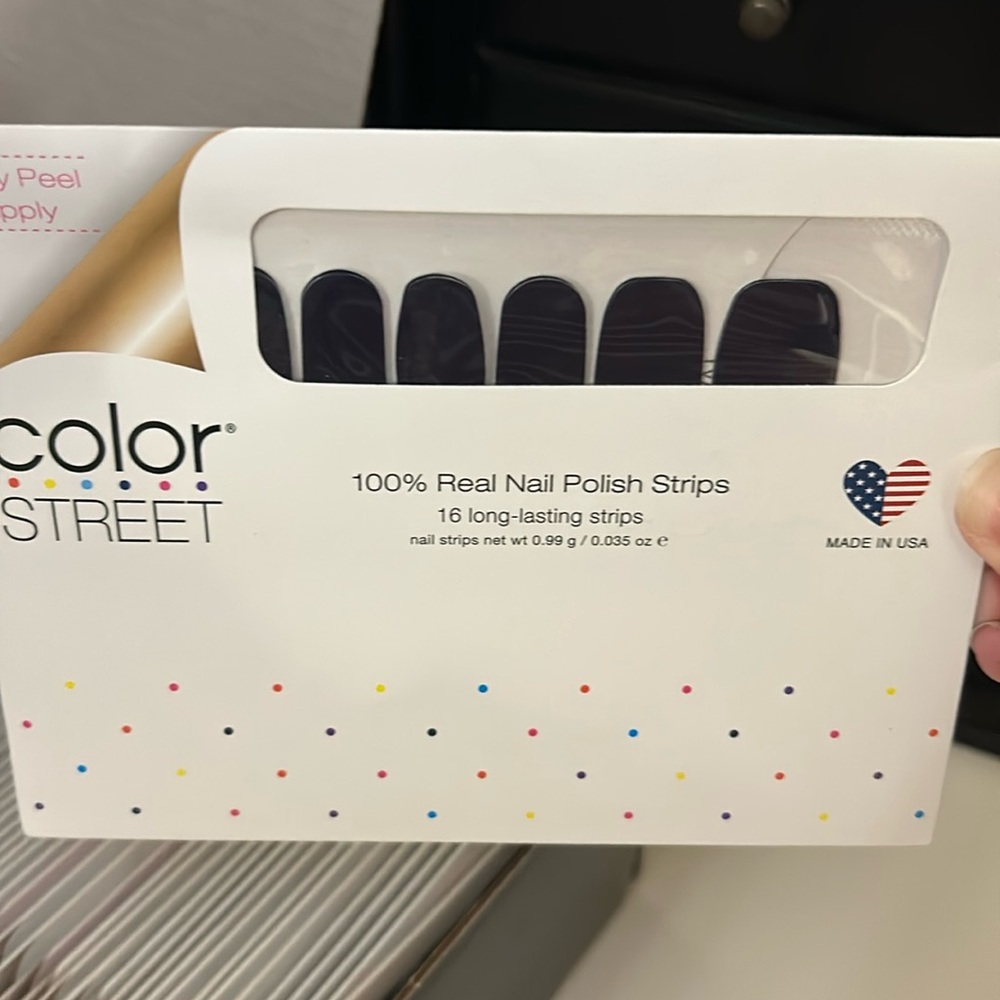 y Peel
pply
color®
STREET
100% Real Nail Polish Strips
16 long-lasting strips
nail strips net wt 0.99 g / 0.035 oz ℮
MADE IN USA